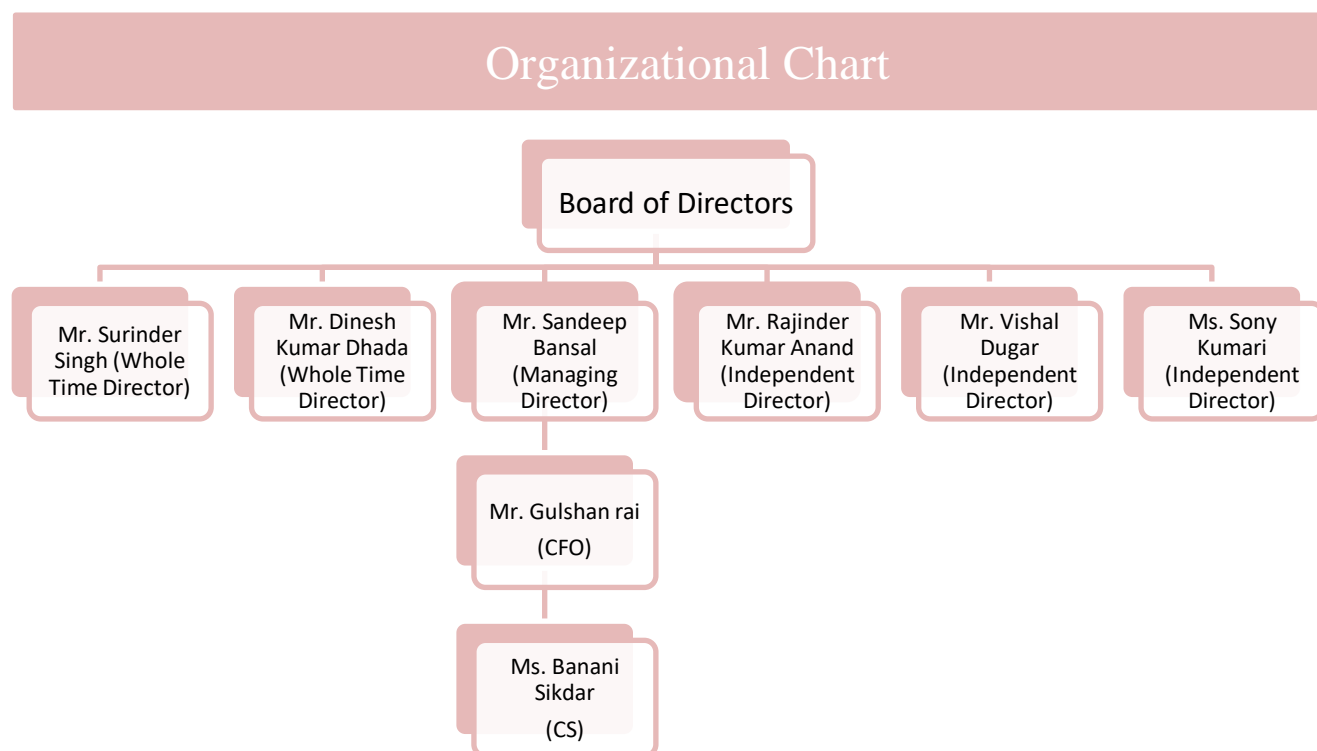 Organizational Chart
Board of Directors
Mr. Surinder
Singh (Whole
Time Director)
Mr. Dinesh
Kumar Dhada
(Whole Time
Director)
Mr. Sandeep
Bansal
(Managing
Director)
Mr. Rajinder
Kumar Anand
(Independent
Director)
Mr. Vishal
Dugar
(Independent
Director)
Ms. Sony
Kumari
(Independent
Director)
Mr. Gulshan rai
(CFO)
Ms. Banani
Sikdar
(CS)